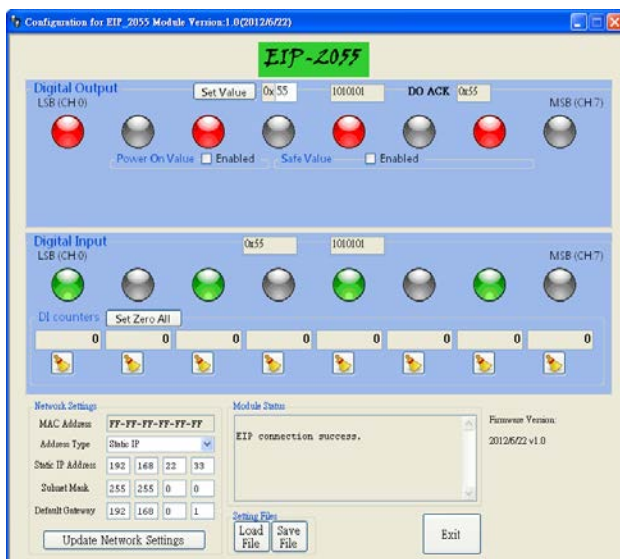 Configuration for EIP_2055 Module Version:1.0(2012/6/22)
EIP-2055
Digital Output
Set Value 0x 55 1010101 DO ACK 0x55
LSB (CH:0) MSB (CH:7)
Power On Value Enabled Safe Value Enabled
Digital Input 0x55 1010101
LSB (CH:0) MSB (CH:7)
DI counters Set Zero All
0 0 0 0 0 0 0 0
Network Settings
MAC Address FF-FF-FF-FF-FF-FF
Address Type Static IP
Static IP Address 192 168 22 33
Subnet Mask 255 255 0 0
Default Gateway 192 168 0 1
Update Network Settings
Module Status
EIP connection success.
Setting Files
Load File
Save File
Firmware Version:
2012/6/22 v1.0
Exit